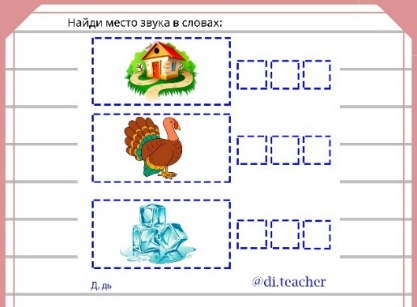 Найди место звука в словах:
Д, дь
@di.teacher